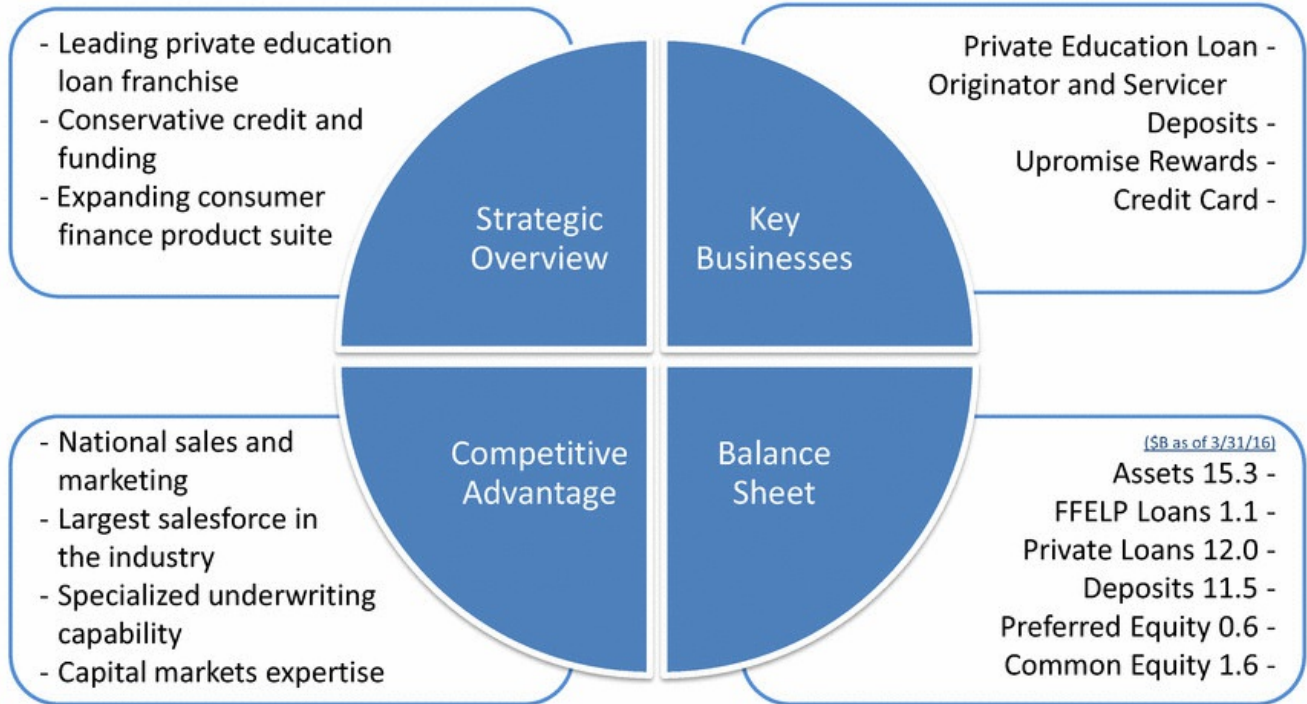 - Leading private education
loan franchise
- Conservative credit and
funding
- Expanding consumer
finance product suite
Strategic
Overview
Key
Businesses
Private Education Loan -
Originator and Servicer
Deposits -
Upromise Rewards -
Credit Card -
- National sales and
marketing
- Largest salesforce in
the industry
- Specialized underwriting
capability
- Capital markets expertise
Competitive
Advantage
Balance
Sheet
($B as of 3/31/16)
Assets 15.3 -
FFELP Loans 1.1 -
Private Loans 12.0 -
Deposits 11.5 -
Preferred Equity 0.6 -
Common Equity 1.6 -